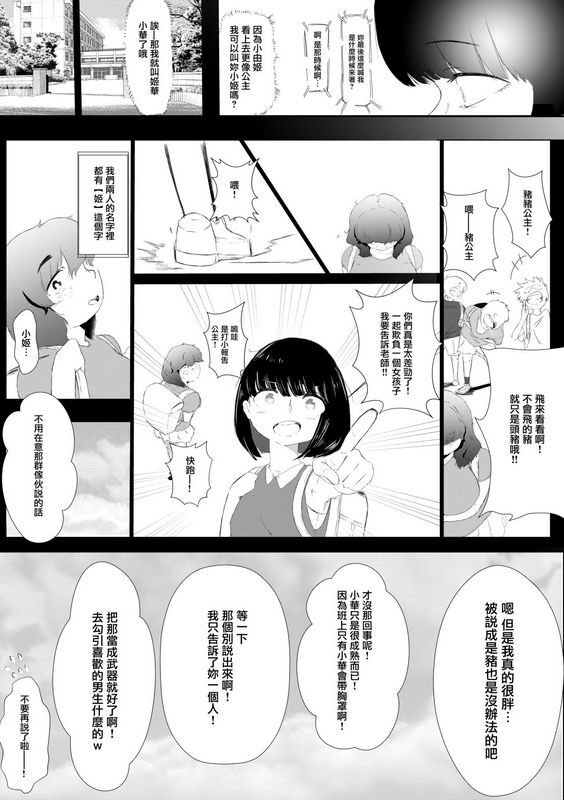 妳最後這麼喊我
是什麼時候來著？
啊 是那時候啊…
因為小由姬
看上去更像公主
我可以叫妳小姬嗎？
誒—那我就叫姬華
小華了哦
豬豬公主！
喂—豬公主
喂！
我們兩人的名字裡
都有【姬】這個字
飛來看看啊！
不會飛的豬
就只是頭豬哦!!
你們真是太差勁了！
一起欺負一個女孩子
我要告訴老師!!
嗚哇
是打小報告
公主！
快跑—！
小姬…
不用在意那群傢伙説的話
嗯 但是我真的很胖…
被説成是豬也是沒辦法的吧
才沒那回事呢！
小華只是很成熟而已！
因為班上只有小華會帶胸罩啊！
等一下
那個別説出來啊！
我只告訴了妳一個人！
把那當成武器就好了啊！
去勾引喜歡的男生什麼的w
不要再説了啦——！